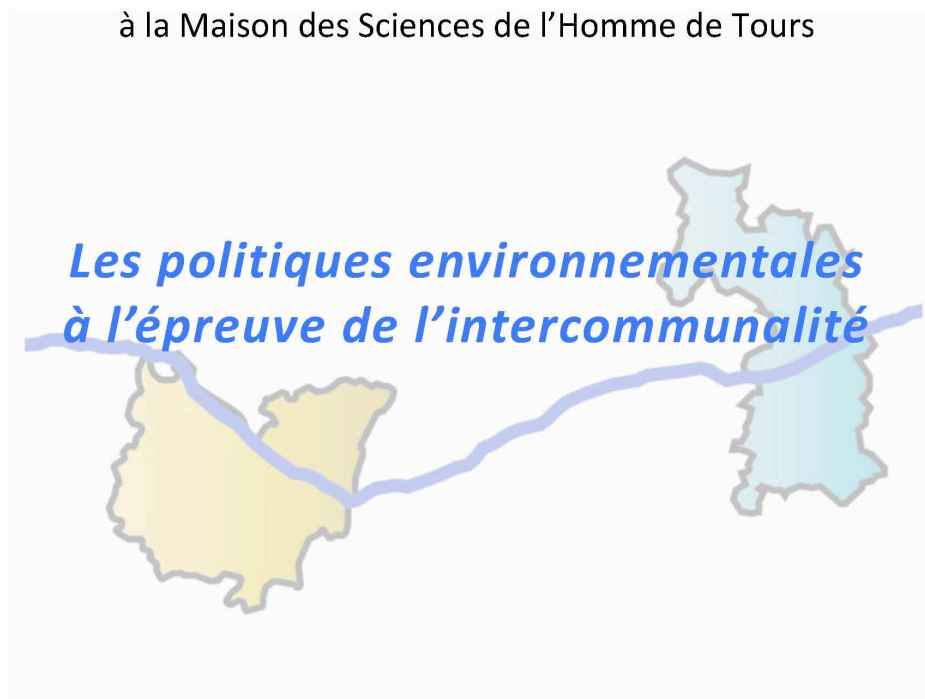 à la Maison des Sciences de l’Homme de Tours
Les politiques environnementales
à l’épreuve de l’intercommunalité